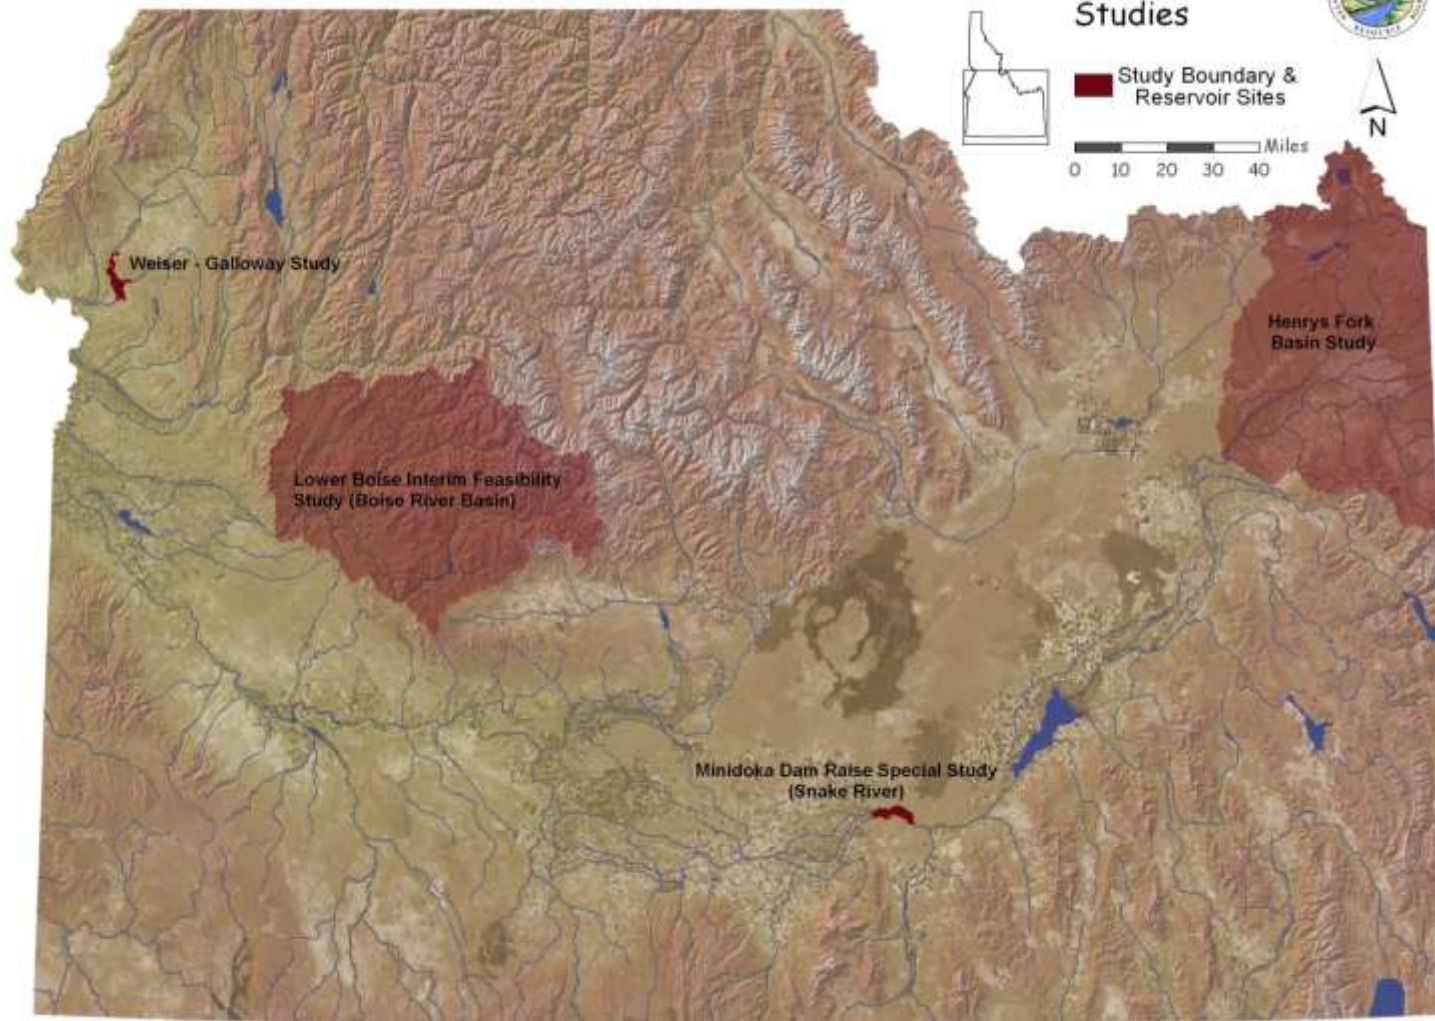 Studies
Study Boundary &
Reservoir Sites
N
Miles
0 10 20 30 40
Weiser - Galloway Study
Henrys Fork
Basin Study
Lower Boise Interim Feasibility
Study (Boise River Basin)
Minidoka Dam Raise Special Study
(Snake River)